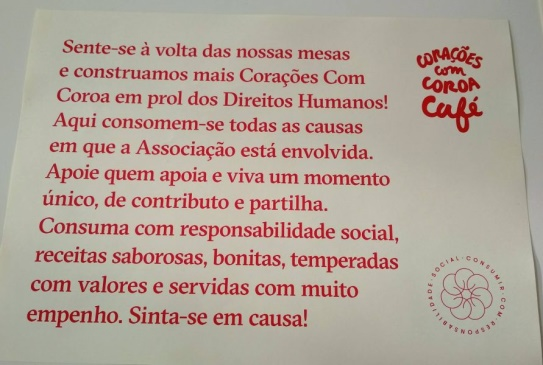 Sente-se à volta das nossas mesas
e construamos mais Corações Com
Coroa em prol dos Direitos Humanos!
Aqui consomem-se todas as causas
em que a Associação está envolvida.
Apoie quem apoia e viva um momento
único, de contributo e partilha.
Consuma com responsabilidade social,
receitas saborosas, bonitas, temperadas
com valores e servidas com muito
empenho. Sinta-se em causa!
CORAÇÕES
com
COROA
Café
CONSUMIR · COM · RESPONSABILIDADE · SOCIAL ·